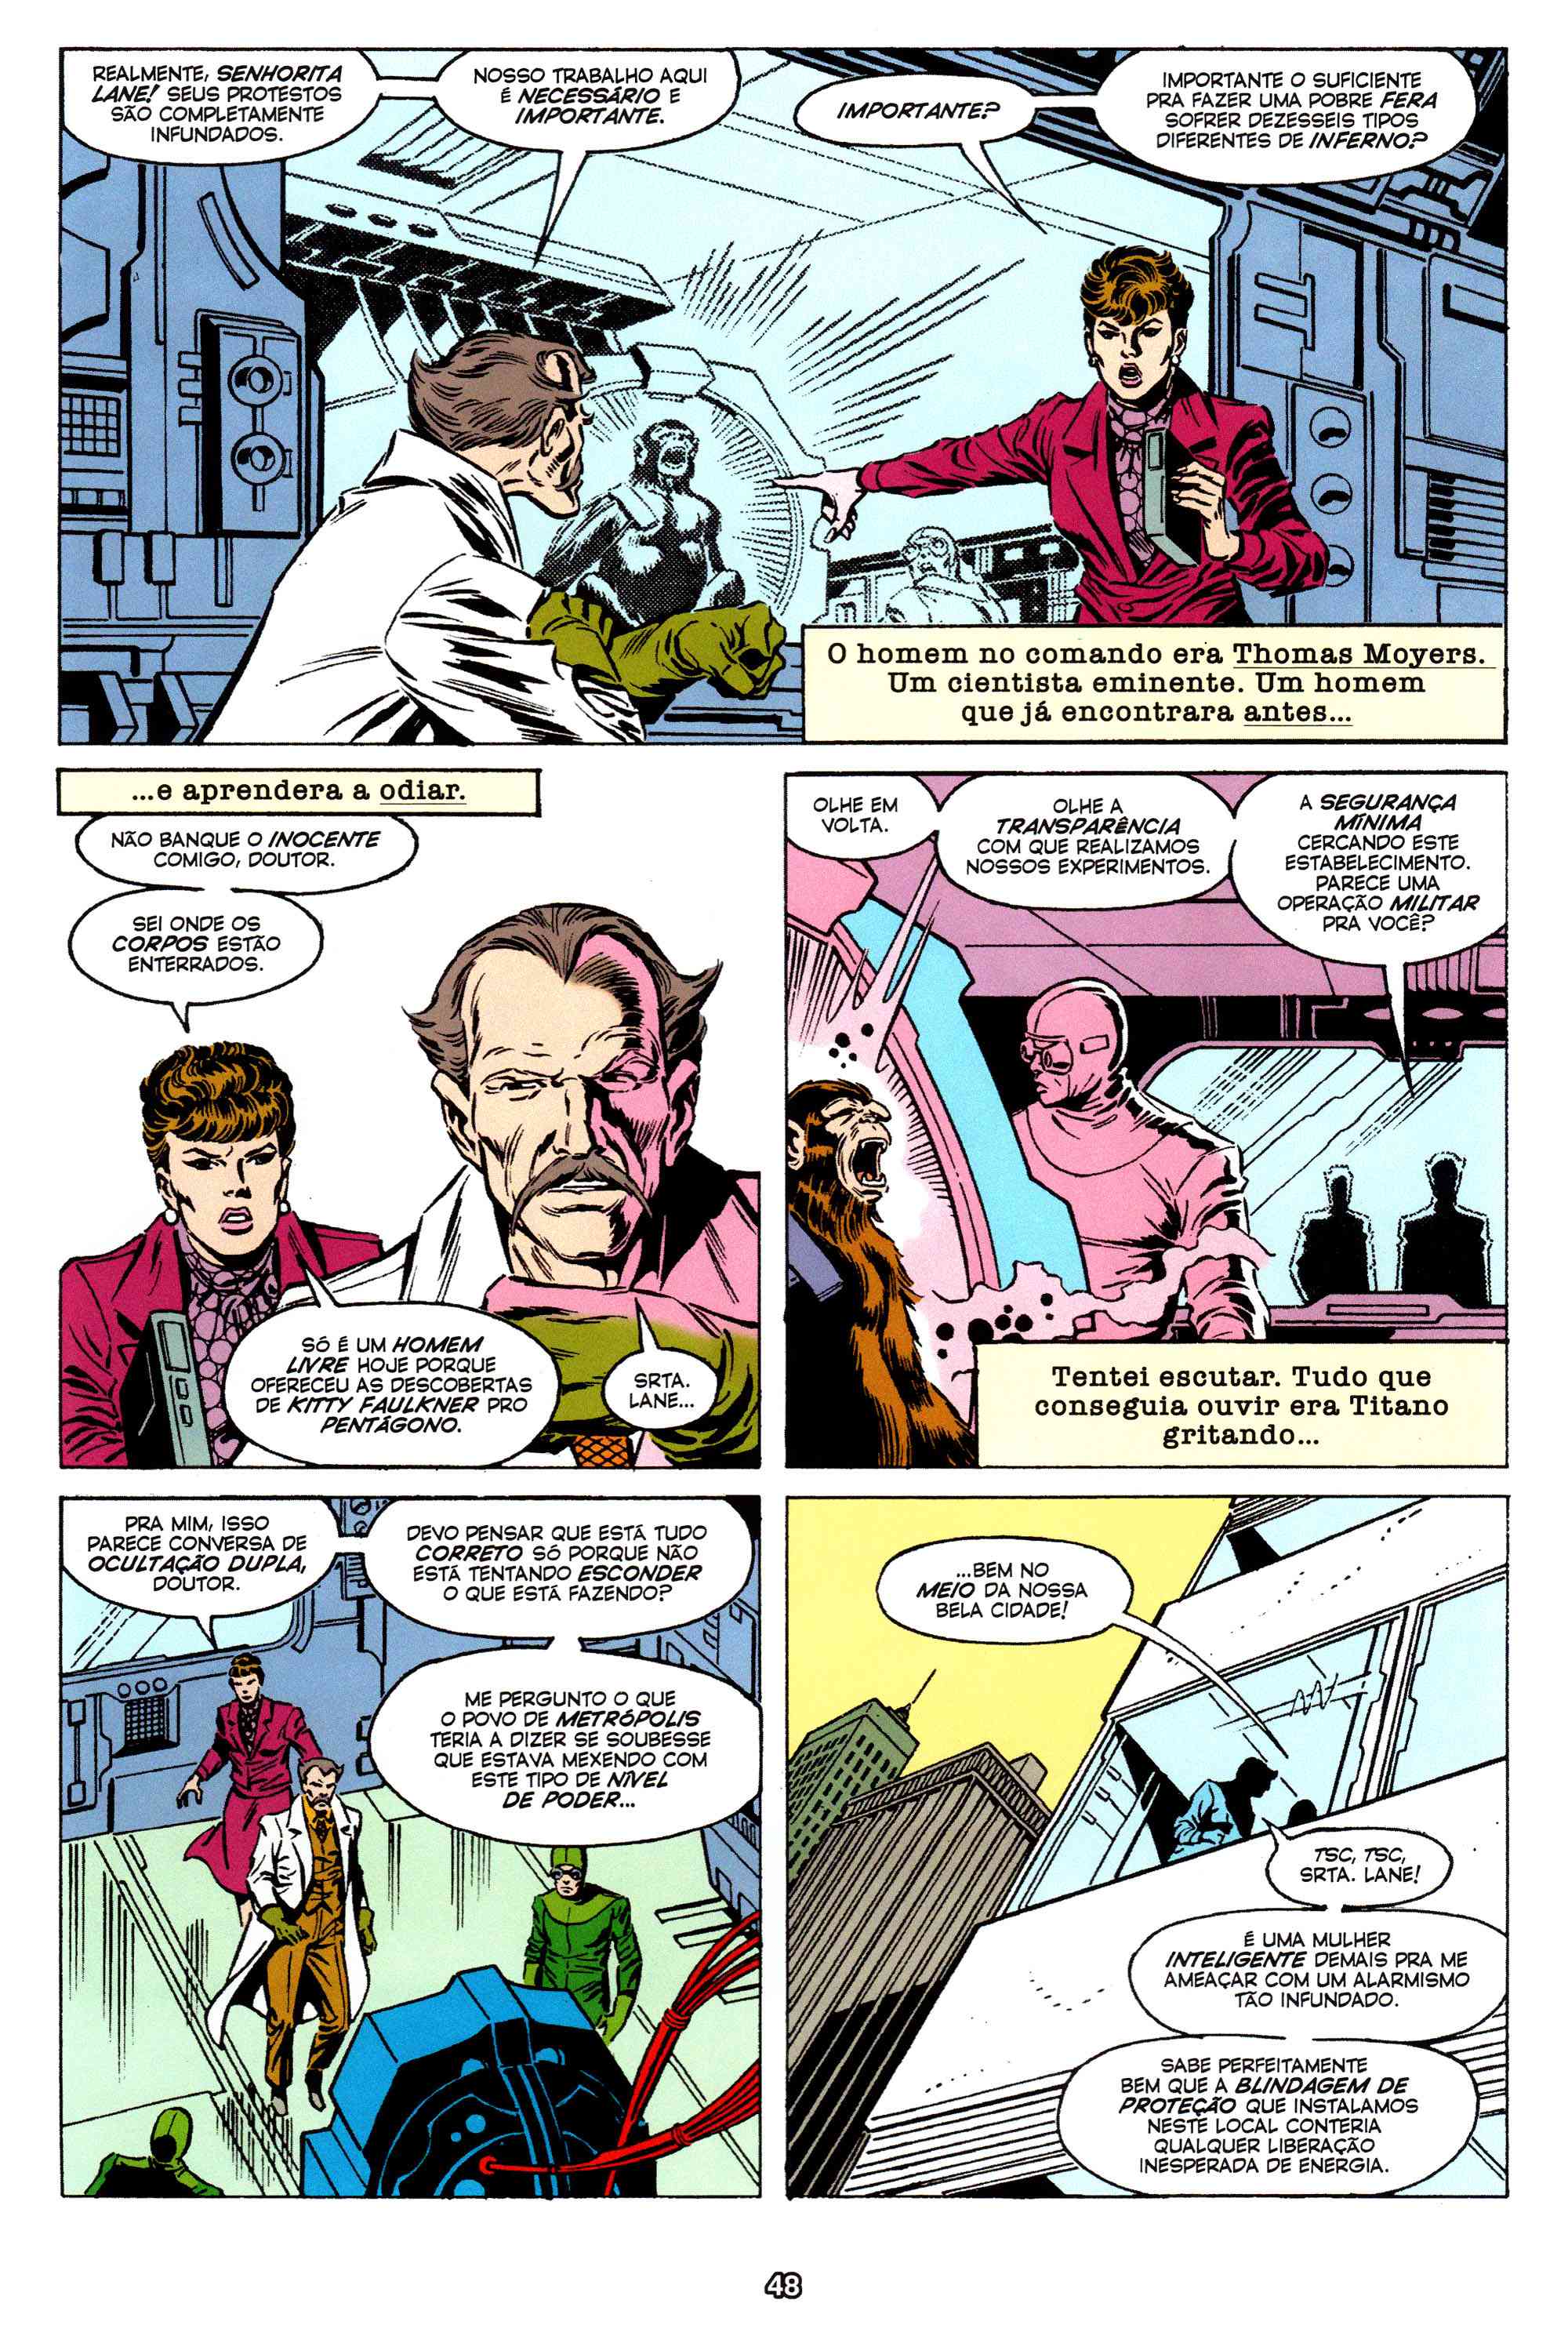 REALMENTE, SENHORITA
LANE! SEUS PROTESTOS
SÃO COMPLETAMENTE
INFUNDADOS.
NOSSO TRABALHO AQUI
É NECESSÁRIO E
IMPORTANTE.
IMPORTANTE?
IMPORTANTE O SUFICIENTE
PRA FAZER UMA POBRE FERA
SOFRER DEZESSEIS TIPOS
DIFERENTES DE INFERNO?
O homem no comando era Thomas Moyers.
Um cientista eminente. Um homem
que já encontrara antes...
...e aprendera a odiar.
NÃO BANQUE O INOCENTE
COMIGO, DOUTOR.
SEI ONDE OS
CORPOS ESTÃO
ENTERRADOS.
SÓ É UM HOMEM
LIVRE HOJE PORQUE
OFERECEU AS DESCOBERTAS
DE KITTY FAULKNER PRO
PENTÁGONO.
SRTA.
LANE...
OLHE EM
VOLTA.
OLHE A
TRANSPARÊNCIA
COM QUE REALIZAMOS
NOSSOS EXPERIMENTOS.
A SEGURANÇA
MÍNIMA
CERCANDO ESTE
ESTABELECIMENTO.
PARECE UMA
OPERAÇÃO MILITAR
PRA VOCÊ?
Tentei escutar. Tudo que
conseguia ouvir era Titano
gritando...
PRA MIM, ISSO
PARECE CONVERSA DE
OCULTAÇÃO DUPLA,
DOUTOR.
DEVO PENSAR QUE ESTÁ TUDO
CORRETO SÓ PORQUE NÃO
ESTÁ TENTANDO ESCONDER
O QUE ESTÁ FAZENDO?
ME PERGUNTO O QUE
O POVO DE METRÓPOLIS
TERIA A DIZER SE SOUBESSE
QUE ESTAVA MEXENDO COM
ESTE TIPO DE NÍVEL
DE PODER...
...BEM NO
MEIO DA NOSSA
BELA CIDADE!
TSC, TSC,
SRTA. LANE!
É UMA MULHER
INTELIGENTE DEMAIS PRA ME
AMEAÇAR COM UM ALARMISMO
TÃO INFUNDADO.
SABE PERFEITAMENTE
BEM QUE A BLINDAGEM DE
PROTEÇÃO QUE INSTALAMOS
NESTE LOCAL CONTERIA
QUALQUER LIBERAÇÃO
INESPERADA DE ENERGIA.
48